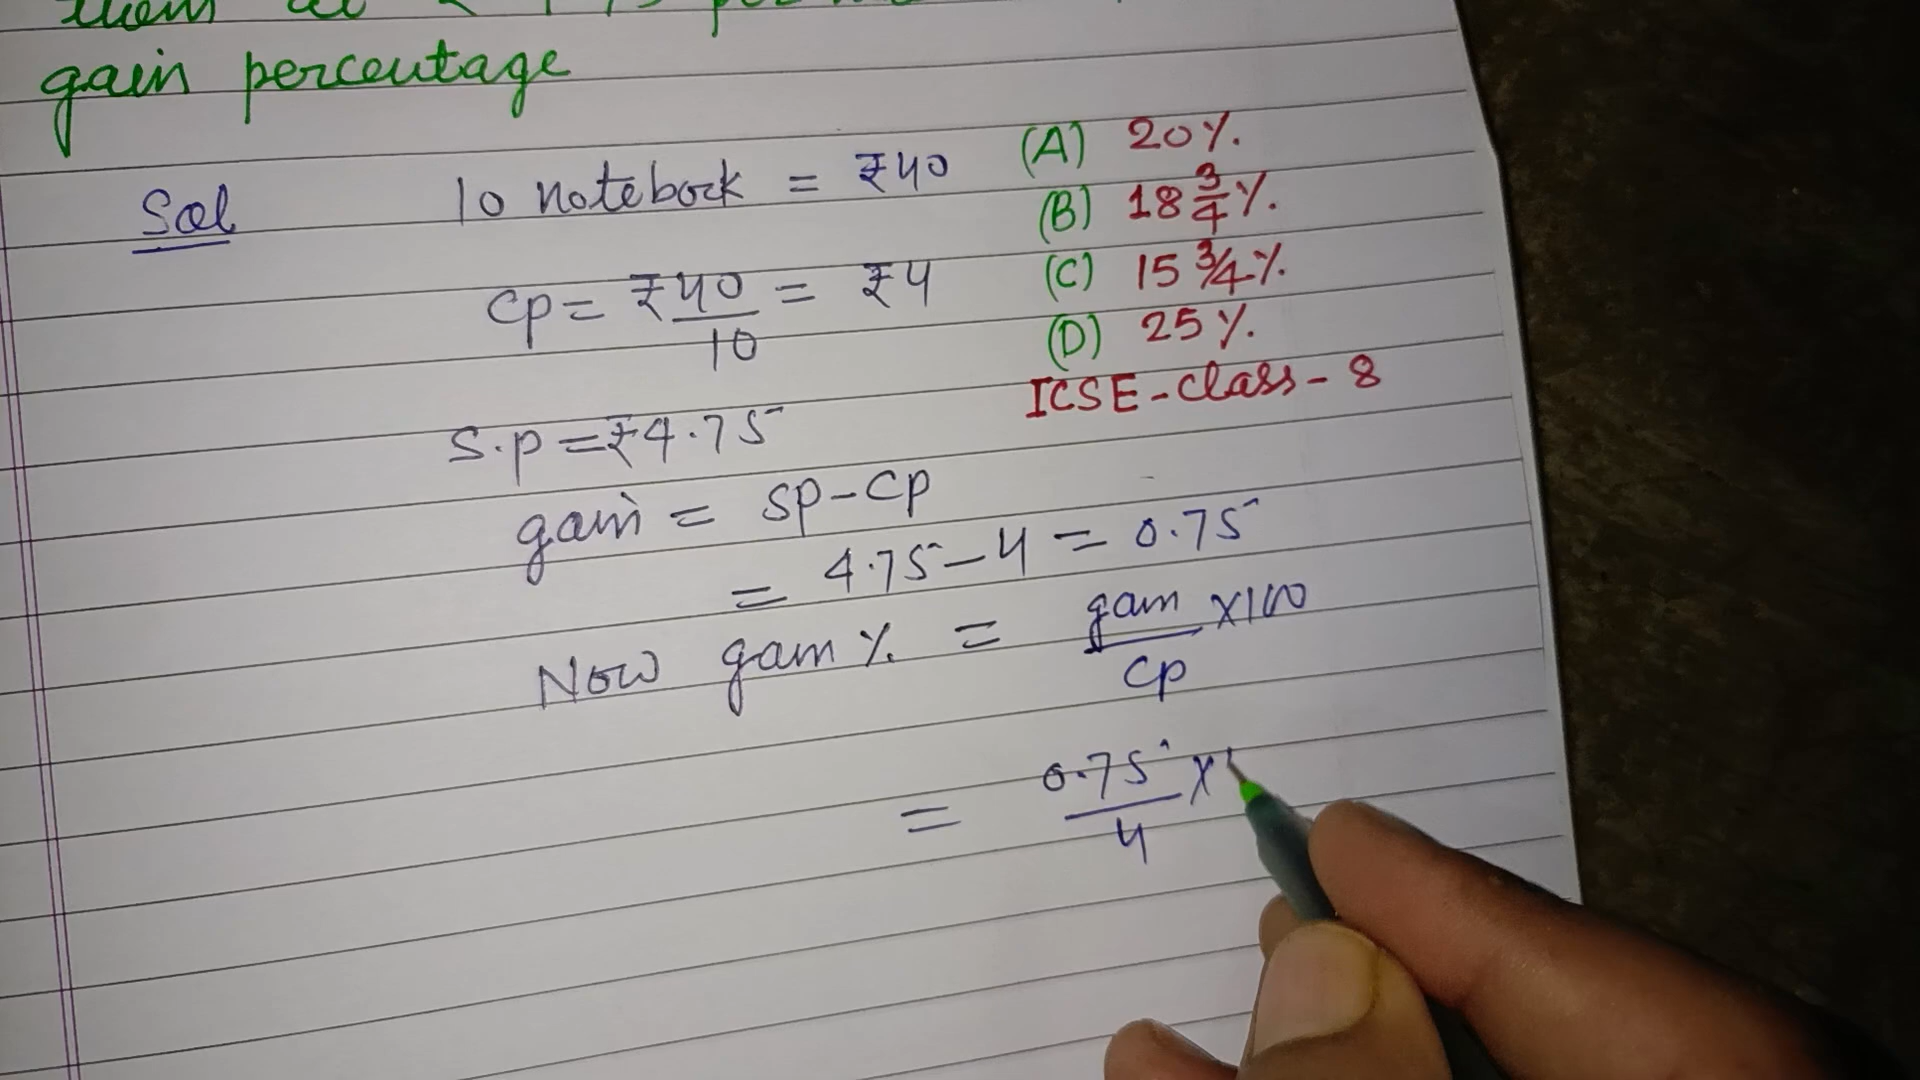 gain percentage
Sol 10 notebook = ₹40
(A) 20%.
(B) 18 3/4 %.
CP = ₹40/10 = ₹4
(C) 15 3/4 %.
(D) 25%.
ICSE - Class - 8
S.P = ₹4.75
gain = SP - CP
= 4.75 - 4 = 0.75
Now gain % = gain/CP × 100
= 0.75/4 ×